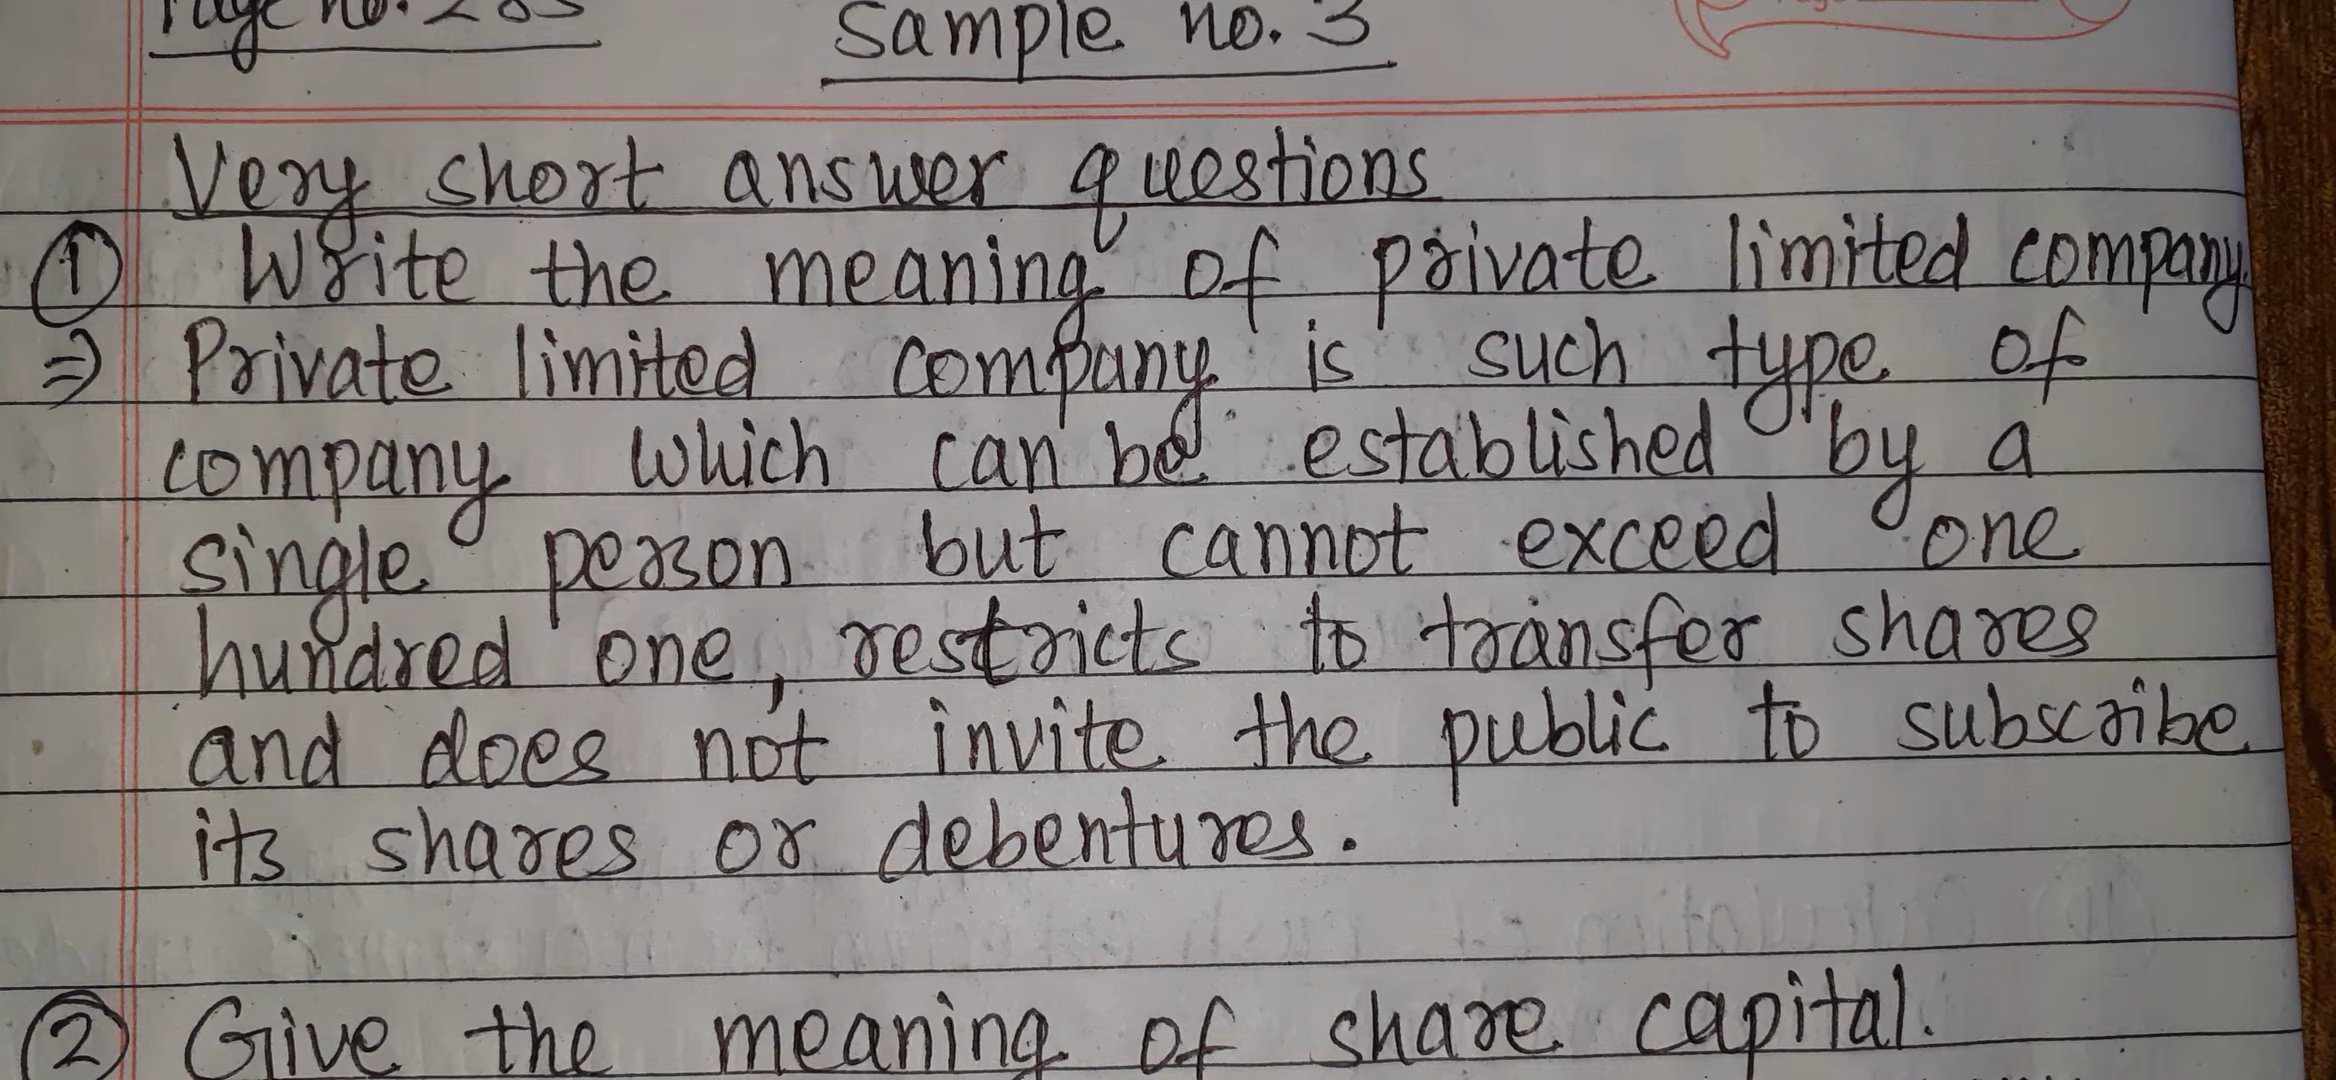 Page no. 283
Sample no. 3
Very short answer questions
① Write the meaning of private limited company.
⇒ Private limited company is such type of
company which can be established by a
single person but cannot exceed one
hundred one, restricts to transfer shares
and does not invite the public to subscribe
its shares or debentures.
② Give the meaning of share capital.